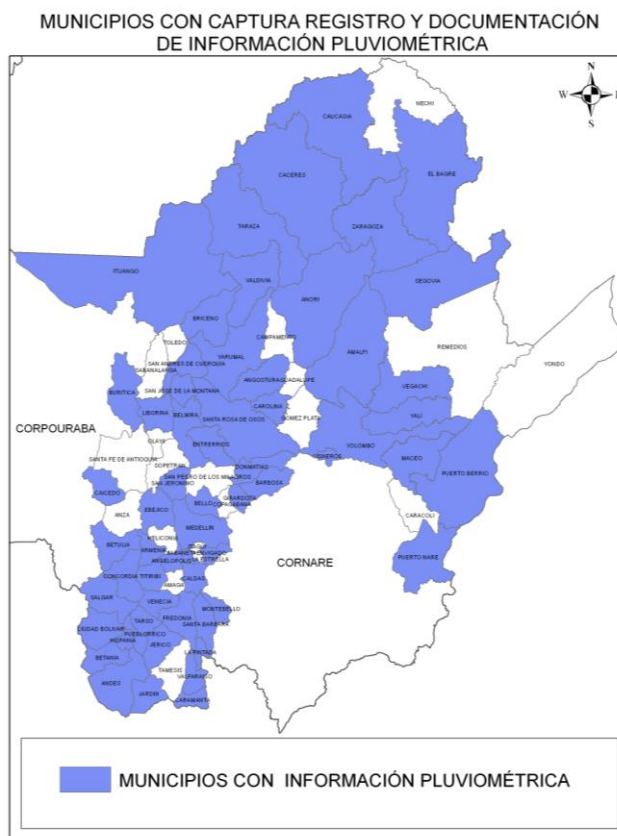 MUNICIPIOS CON CAPTURA REGISTRO Y DOCUMENTACIÓN
DE INFORMACIÓN PLUVIOMÉTRICA
N
W
S
NECHI
CAUCASIA
EL BAGRE
CACERES
TARAZA
ZARAGOZA
ITUANGO
VALDIVIA
SEGOVIA
ANORI
BRICEÑO
CAMPAMENTO
TOLEDO
REMEDIOS
YARUMAL
AMALFI
SAN ANDRES DE CUERQUIA
YONDO
SABANALARGA
ANGOSTURA
GUADALUPE
VEGACHI
SAN JOSE DE LA MONTAÑA
BURITICA
CAROLINA
LIBORINA
BELMIRA
GOMEZ PLATA
YALI
SANTA ROSA DE OSOS
CORPOURABA
OLAYA
ENTRERRIOS
YOLOMBO
SANTA FE DE ANTIOQUIA
SOPETRAN
CISNEROS
MACEO
PUERTO BERRIO
DONMATIAS
SAN PEDRO DE LOS MILAGROS
SAN JERONIMO
BARBOSA
CAICEDO
GIRARDOTA
EBEJICO
BELLO
COPACABANA
ANZA
CARACOLI
MEDELLIN
HELICONIA
BETULIA
ARMENIA
ITAGUI
SABANETA
ENVIGADO
ANGELOPOLIS
LA ESTRELLA
CORNARE
PUERTO NARE
CONCORDIA
TITIRIBI
CALDAS
AMAGA
SALGAR
VENECIA
MONTEBELLO
TARSO
FREDONIA
CIUDAD BOLIVAR
SANTA BARBARA
PUEBLORRICO
HISPANIA
JERICO
LA PINTADA
BETANIA
TAMESIS
VALPARAISO
ANDES
JARDIN
CARAMANTA
MUNICIPIOS CON INFORMACIÓN PLUVIOMÉTRICA